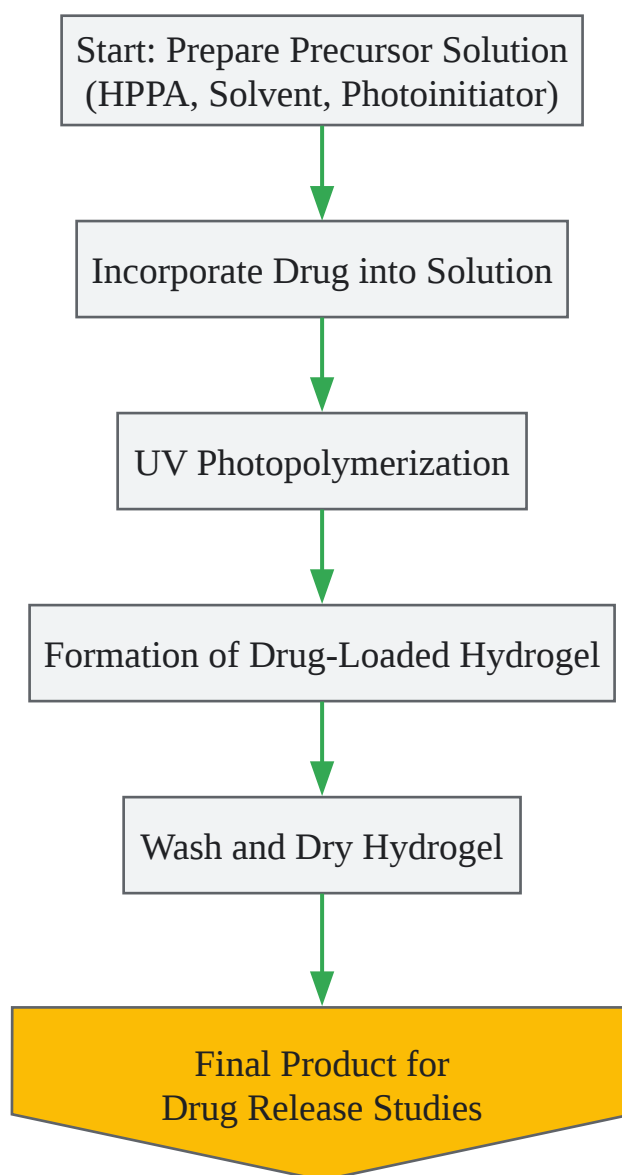 Start: Prepare Precursor Solution
(HPPA, Solvent, Photoinitiator)
Incorporate Drug into Solution
UV Photopolymerization
Formation of Drug-Loaded Hydrogel
Wash and Dry Hydrogel
Final Product for
Drug Release Studies